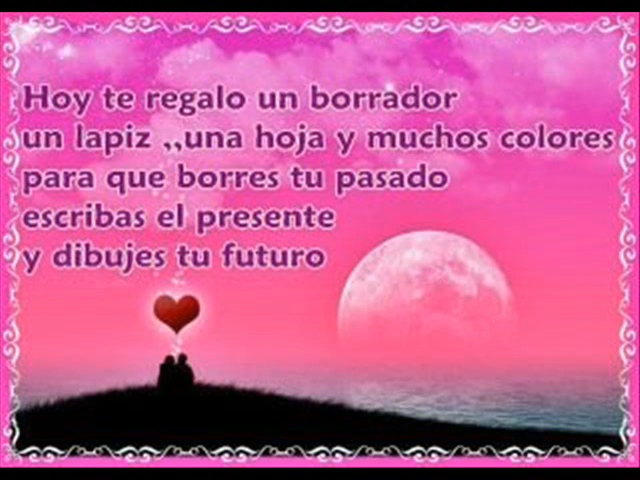 Hoy te regalo un borrador
un lapiz ,,una hoja y muchos colores
para que borres tu pasado
escribas el presente
y dibujes tu futuro